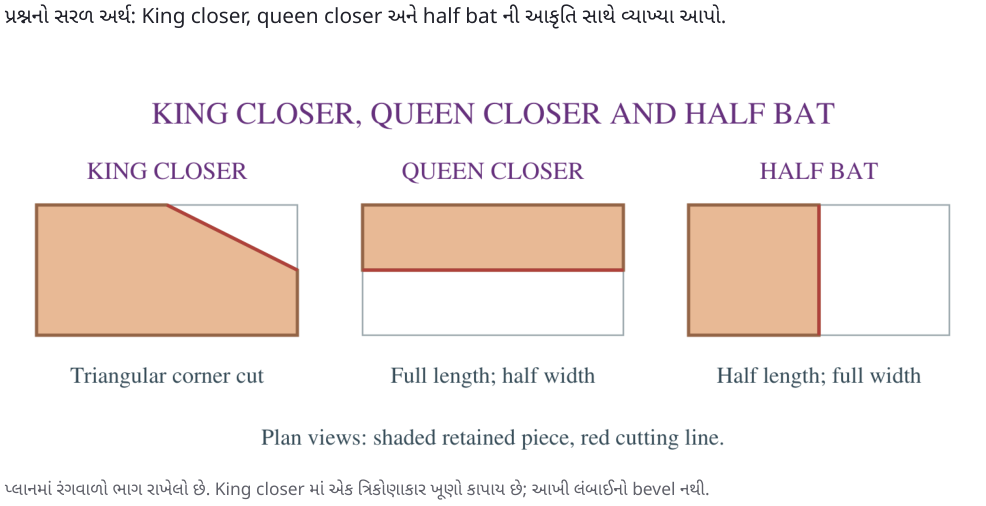 પ્રશ્નનો સરળ અર્થ: King closer, queen closer અને half bat ની આકૃતિ સાથે વ્યાખ્યા આપો.
KING CLOSER, QUEEN CLOSER AND HALF BAT
KING CLOSER
QUEEN CLOSER
HALF BAT
Triangular corner cut
Full length; half width
Half length; full width
Plan views: shaded retained piece, red cutting line.
પ્લાનમાં રંગવાળો ભાગ રાખેલો છે. King closer માં એક ત્રિકોણાકાર ખૂણો કાપાય છે; આખી લંબાઈનો bevel નથી.